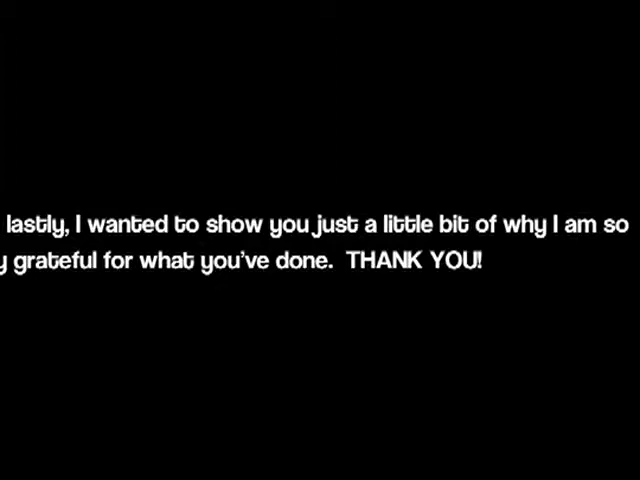 lastly, I wanted to show you just a little bit of why I am so
grateful for what you've done. THANK YOU!